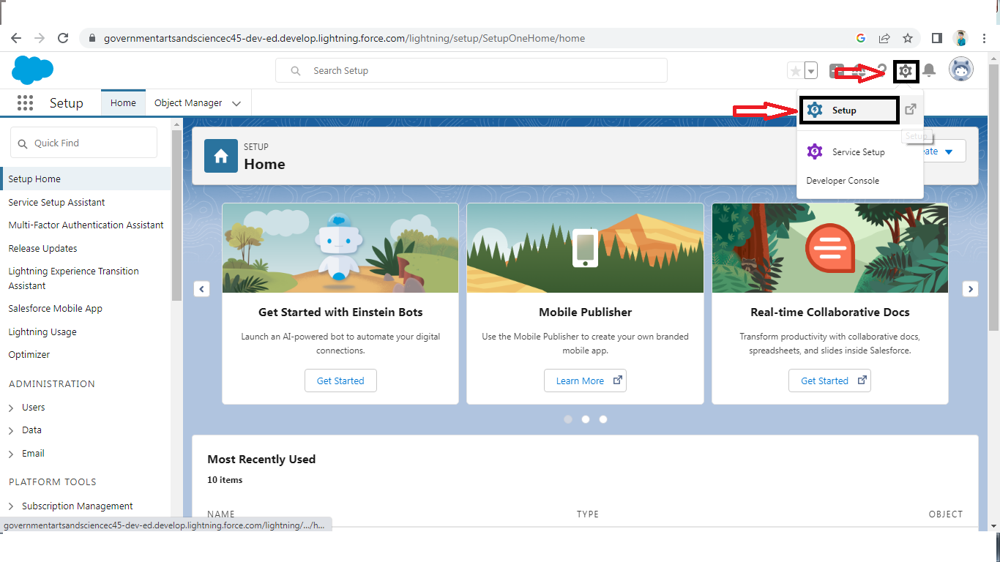 governmentartsandsciencec45-dev-ed.develop.lightning.force.com/lightning/setup/SetupOneHome/home
Search Setup
Setup
Home
Object Manager
Setup
Setup
Service Setup
Developer Console
Quick Find
Setup Home
Service Setup Assistant
Multi-Factor Authentication Assistant
Release Updates
Lightning Experience Transition
Assistant
Salesforce Mobile App
Lightning Usage
Optimizer
ADMINISTRATION
Users
Data
Email
PLATFORM TOOLS
Subscription Management
SETUP
Home
eate
Get Started with Einstein Bots
Launch an AI-powered bot to automate your digital
connections.
Get Started
Mobile Publisher
Use the Mobile Publisher to create your own branded
mobile app.
Learn More
Real-time Collaborative Docs
Transform productivity with collaborative docs,
spreadsheets, and slides inside Salesforce.
Get Started
Most Recently Used
10 items
NAME TYPE OBJECT
governmentartsandsciencec45-dev-ed.develop.lightning.force.com/lightning/.../h...